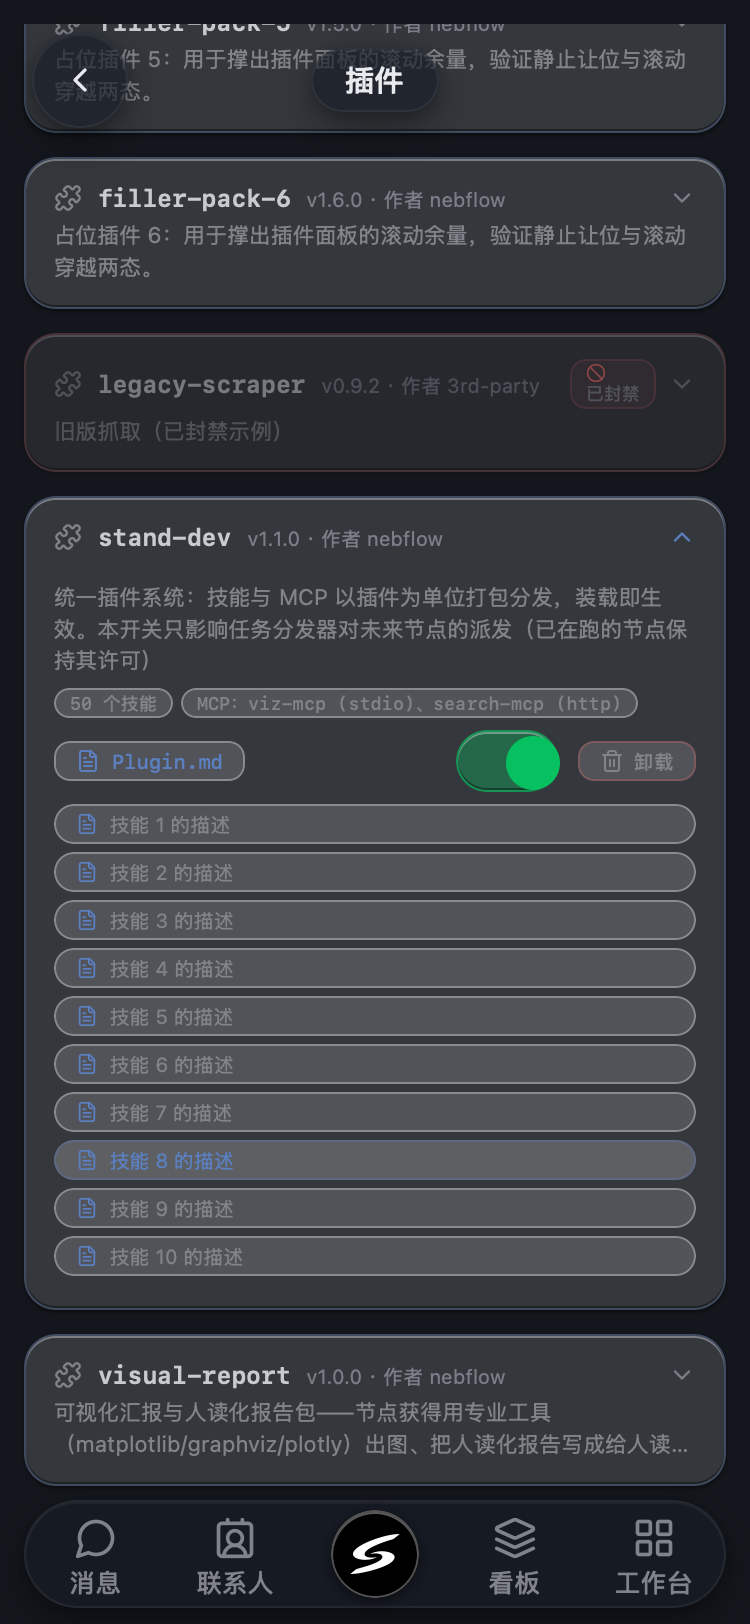 filler-pack-5 v1.5.0 · 作者 nebflow
占位插件 5：用于撑出插件面板的滚动余量，验证静止让位与滚动
穿越两态。
插件
filler-pack-6 v1.6.0 · 作者 nebflow
占位插件 6：用于撑出插件面板的滚动余量，验证静止让位与滚动
穿越两态。
legacy-scraper v0.9.2 · 作者 3rd-party
已封禁
旧版抓取（已封禁示例）
stand-dev v1.1.0 · 作者 nebflow
统一插件系统：技能与 MCP 以插件为单位打包分发，装载即生
效。本开关只影响任务分发器对未来节点的派发（已在跑的节点保
持其许可）
50 个技能 MCP: viz-mcp (stdio)、search-mcp (http)
Plugin.md 卸载
技能 1 的描述
技能 2 的描述
技能 3 的描述
技能 4 的描述
技能 5 的描述
技能 6 的描述
技能 7 的描述
技能 8 的描述
技能 9 的描述
技能 10 的描述
visual-report v1.0.0 · 作者 nebflow
可视化汇报与人读化报告包——节点获得用专业工具
（matplotlib/graphviz/plotly）出图、把人读化报告写成给人读...
消息 联系人 看板 工作台